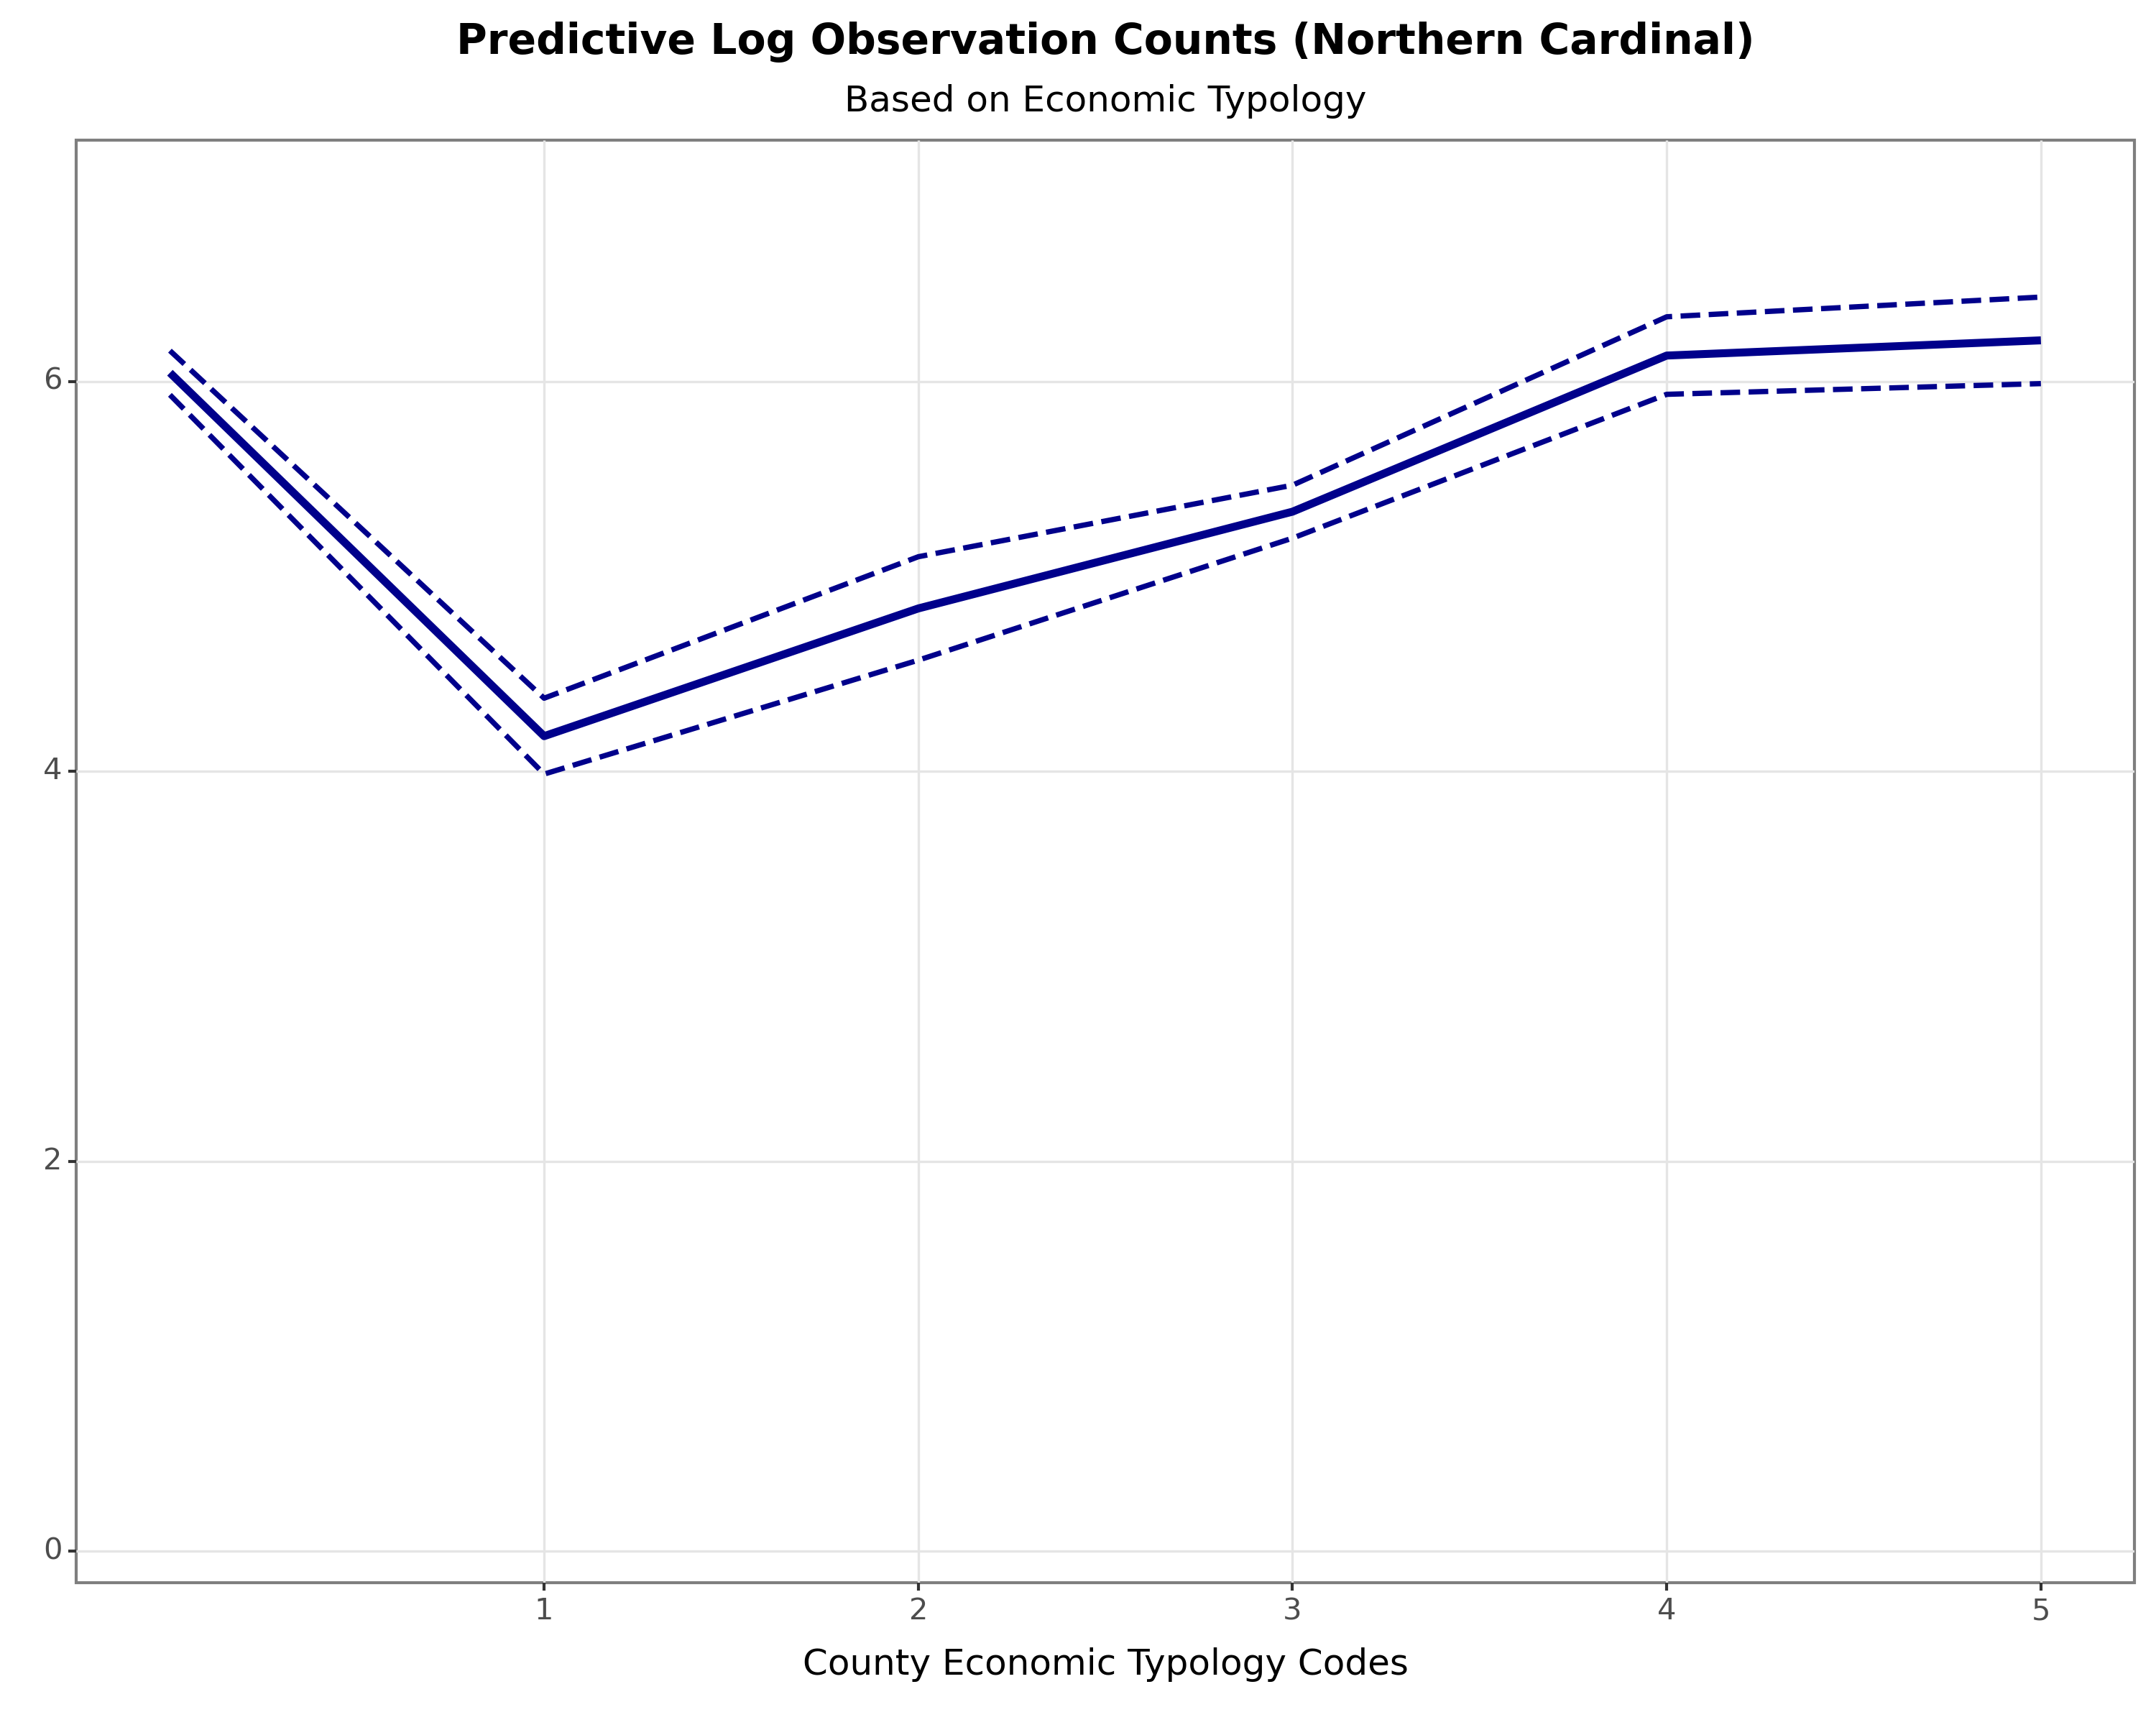 Predictive Log Observation Counts (Northern Cardinal)
Based on Economic Typology
6
4
2
0
1 2 3 4 5
County Economic Typology Codes